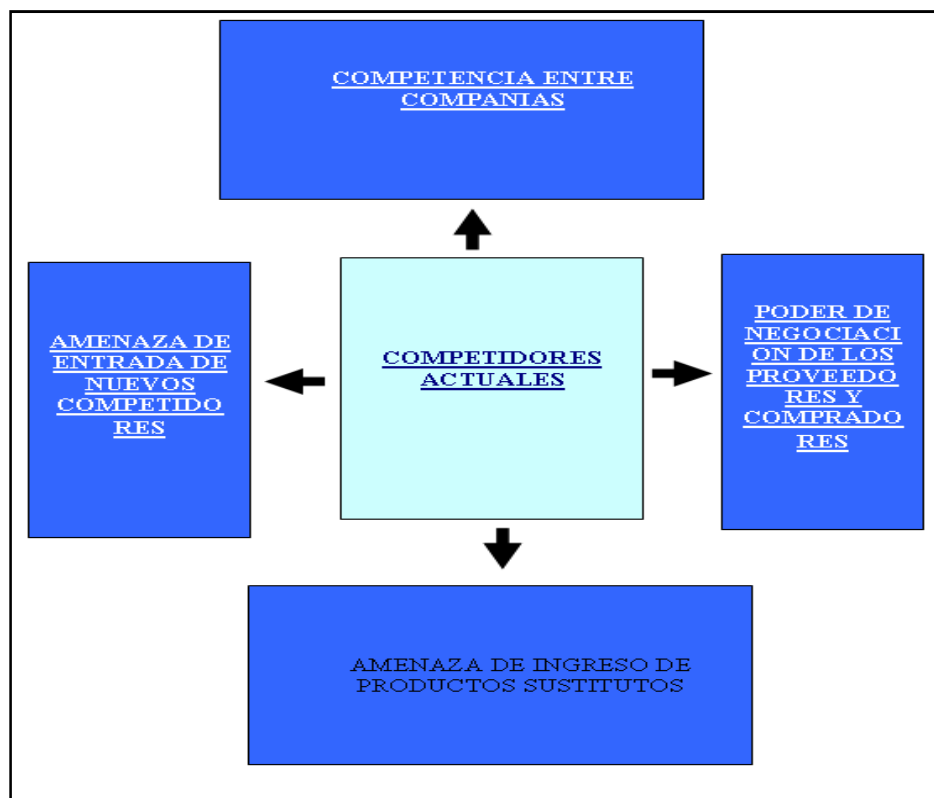 COMPETENCIA ENTRE
COMPANIAS
AMENAZA DE
ENTRADA DE
NUEVOS
COMPETIDO
RES
COMPETIDORES
ACTUALES
PODER DE
NEGOCIACI
ON DE LOS
PROVEEDO
RES Y
COMPRADO
RES
AMENAZA DE INGRESO DE
PRODUCTOS SUSTITUTOS